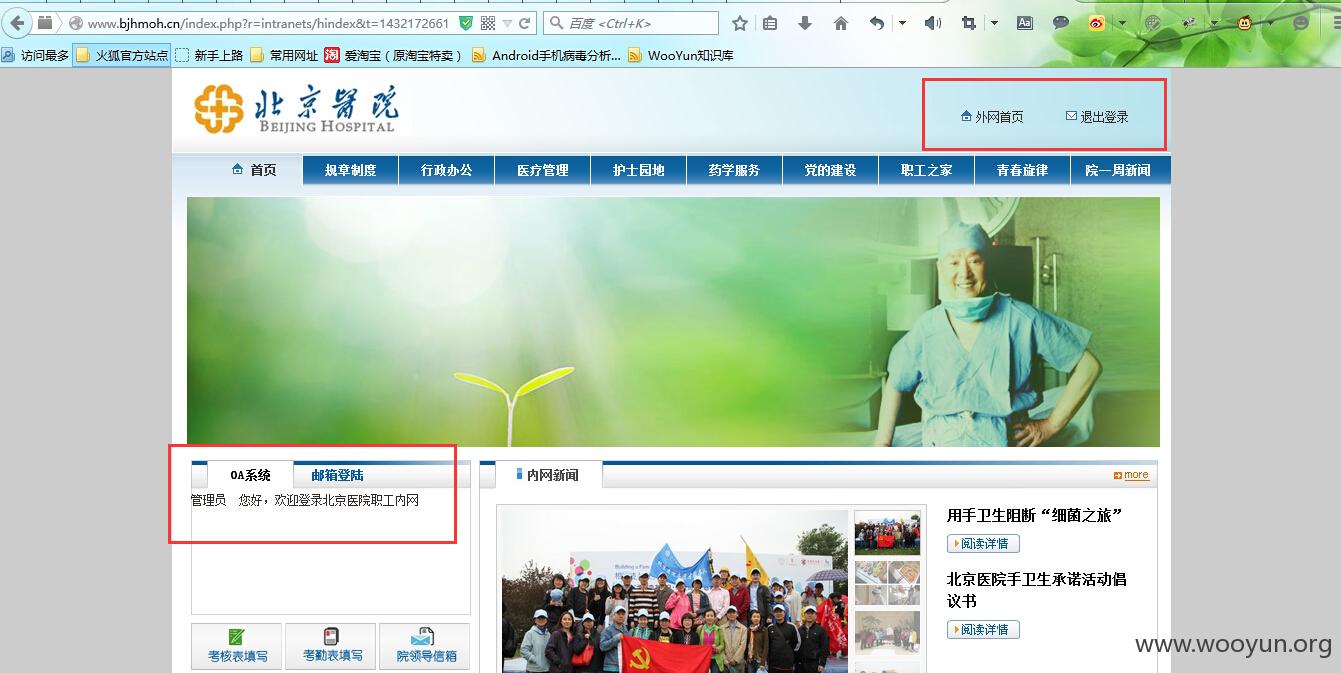 www.bjhmoh.cn/index.php?r=intranets/hindex&t=1432172661
百度 <Ctrl+K>
访问最多 火狐官方站点 新手上路 常用网址 爱淘宝（原淘宝特卖） Android手机病毒分析... WooYun知识库
北京醫院
BEIJING HOSPITAL
外网首页 退出登录
首页 规章制度 行政办公 医疗管理 护士园地 药学服务 党的建设 职工之家 青春旋律 院一周新闻
OA系统 邮箱登陆
管理员 您好，欢迎登录北京医院职工内网
内网新闻 more
用手卫生阻断“细菌之旅”
阅读详情
北京医院手卫生承诺活动倡
议书
阅读详情
Building a Fam
考核表填写 考勤表填写 院领导信箱
www.wooyun.org